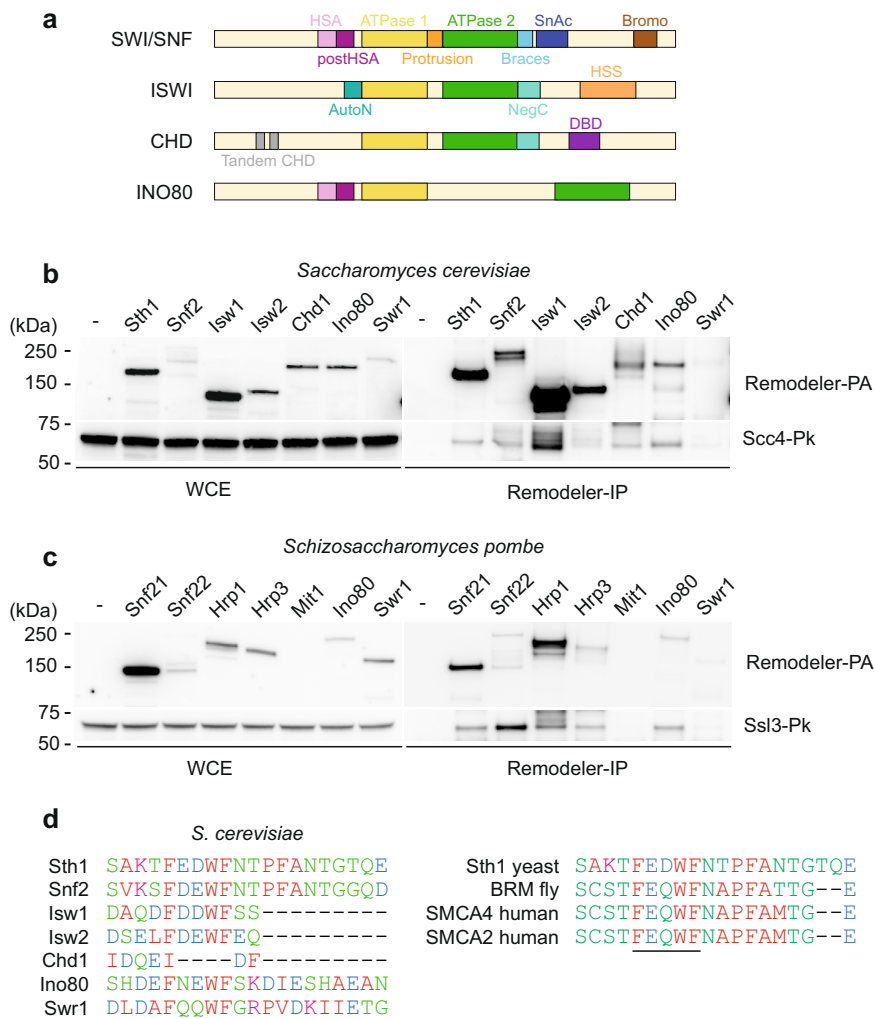 a
HSA ATPase 1 ATPase 2 SnAc Bromo
SWI/SNF
postHSA Protrusion Braces
HSS
ISWI
AutoN NegC
DBD
CHD
Tandem CHD
INO80
b
Saccharomyces cerevisiae
(kDa) - Sth1 Snf2 Isw1 Isw2 Chd1 Ino80 Swr1 - Sth1 Snf2 Isw1 Isw2 Chd1 Ino80 Swr1
250 -
150 - Remodeler-PA
75 -
Scc4-Pk
50 -
WCE Remodeler-IP
c
Schizosaccharomyces pombe
(kDa) - Snf21 Snf22 Hrp1 Hrp3 Mit1 Ino80 Swr1 - Snf21 Snf22 Hrp1 Hrp3 Mit1 Ino80 Swr1
250 -
150 - Remodeler-PA
75 -
Ssl3-Pk
50 -
WCE Remodeler-IP
d
S. cerevisiae
Sth1 SAKTFEDWFNTPFANTGTQE
Snf2 SVKSFDEWFNTPFANTGGQD
Isw1 DAQDFDDWFSS---------
Isw2 DSELFDEWFEQ---------
Chd1 IDQEI----DF---------
Ino80 SHDEFNEWFSKDIESHAEAN
Swr1 DLDAFQQWFGRPVDKIIETG
Sth1 yeast SAKTFEDWFNTPFANTGTQE
BRM fly SCSTFEQWFNAPFATTG--E
SMCA4 human SCSTFEQWFNAPFAMTG--E
SMCA2 human SCSTFEQWFNAPFAMTG--E